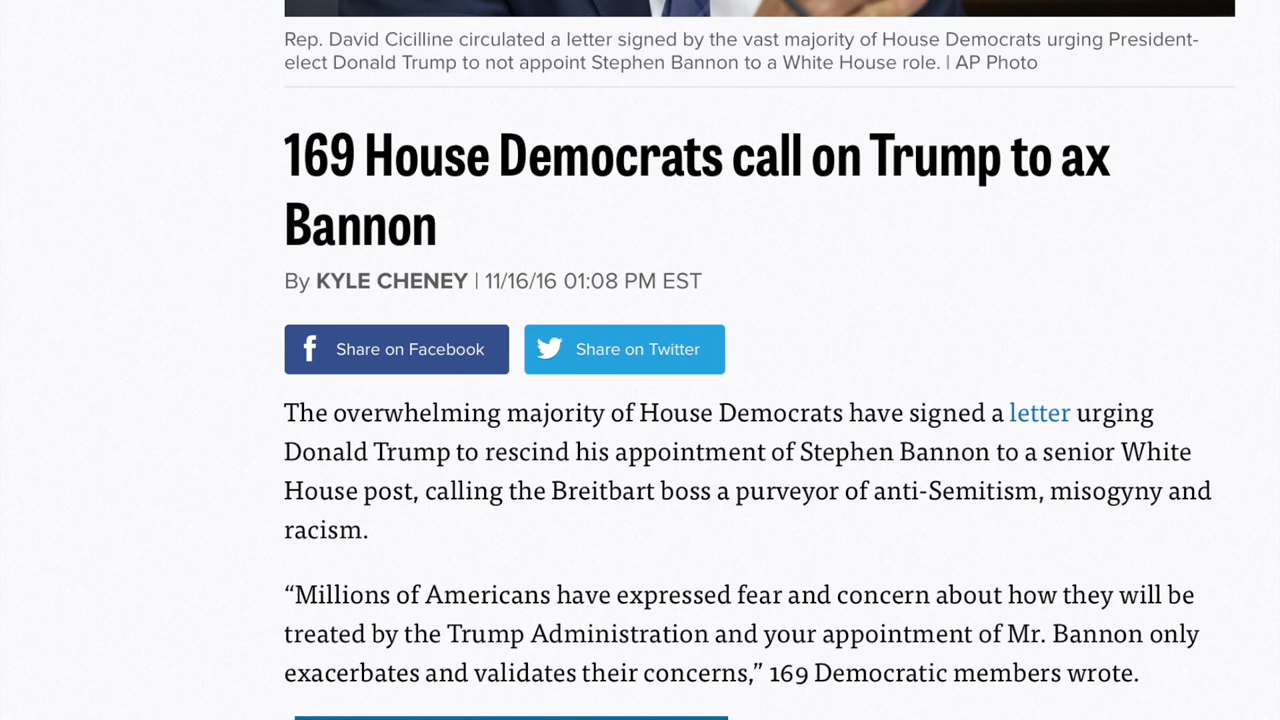 Rep. David Cicilline circulated a letter signed by the vast majority of House Democrats urging President-
elect Donald Trump to not appoint Stephen Bannon to a White House role. | AP Photo
169 House Democrats call on Trump to ax
Bannon
By KYLE CHENEY | 11/16/16 01:08 PM EST
Share on Facebook
Share on Twitter
The overwhelming majority of House Democrats have signed a letter urging
Donald Trump to rescind his appointment of Stephen Bannon to a senior White
House post, calling the Breitbart boss a purveyor of anti-Semitism, misogyny and
racism.
“Millions of Americans have expressed fear and concern about how they will be
treated by the Trump Administration and your appointment of Mr. Bannon only
exacerbates and validates their concerns,” 169 Democratic members wrote.